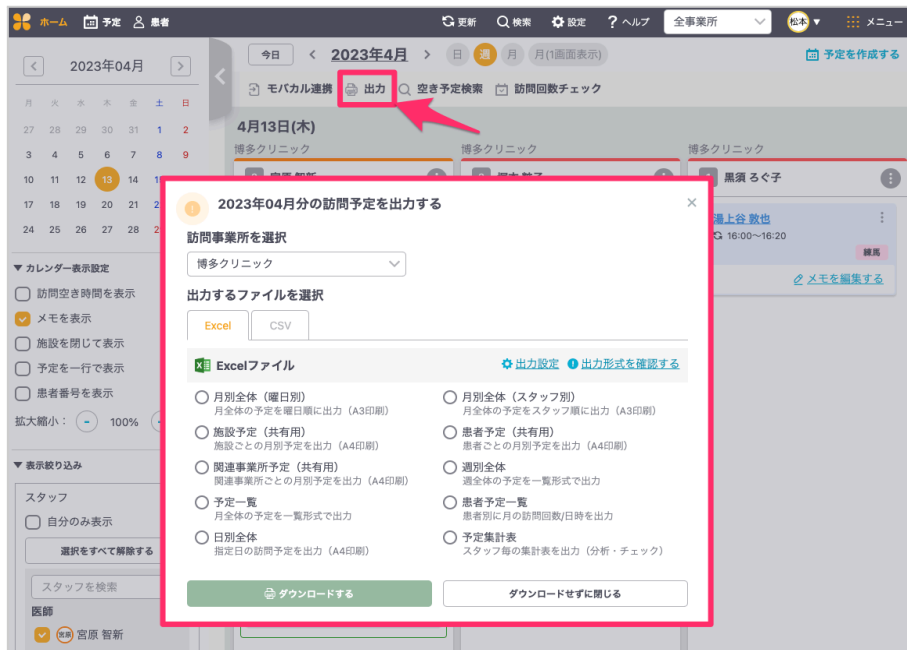 ホーム 予定 患者 更新 検索 設定 ? ヘルプ 全事業所 松本 ▼ メニュー
< 2023年04月 >
月 火 水 木 金 土 日
27 28 29 30 31 1 2
3 4 5 6 7 8 9
10 11 12 13 14
17 18 19 20 21
24 25 26 27 28
▼ カレンダー表示設定
訪問空き時間を表示
メモを表示
施設を閉じて表示
予定を一行で表示
患者番号を表示
拡大縮小： - 100%
▼ 表示絞り込み
スタッフ
自分のみ表示
選択をすべて解除する
スタッフを検索
医師
宮原 宮原 智新
今日 < 2023年4月 > 日 週 月 月(1画面表示) 予定を作成する
モバカル連携 出力 空き予定検索 訪問回数チェック
4月13日(木)
博多クリニック 博多クリニック 博多クリニック
黒須 ろぐ子
湯上谷 敦也
16:00〜16:20
練馬
メモを編集する
2023年04月分の訪問予定を出力する
訪問事業所を選択
博多クリニック
出力するファイルを選択
Excel CSV
Excelファイル 出力設定 出力形式を確認する
月別全体（曜日別）
月全体の予定を曜日順に出力（A3印刷）
月別全体（スタッフ別）
月全体の予定をスタッフ順に出力（A3印刷）
施設予定（共有用）
施設ごとの月別予定を出力（A4印刷）
患者予定（共有用）
患者ごとの月別予定を出力（A4印刷）
関連事業所予定（共有用）
関連事業所ごとの月別予定を出力（A4印刷）
週別全体
週全体の予定を一覧形式で出力
予定一覧
月全体の予定を一覧形式で出力
患者予定一覧
患者別に月の訪問回数/日時を出力
日別全体
指定日の訪問予定を出力（A4印刷）
予定集計表
スタッフ毎の集計表を出力（分析・チェック）
ダウンロードする ダウンロードせずに閉じる